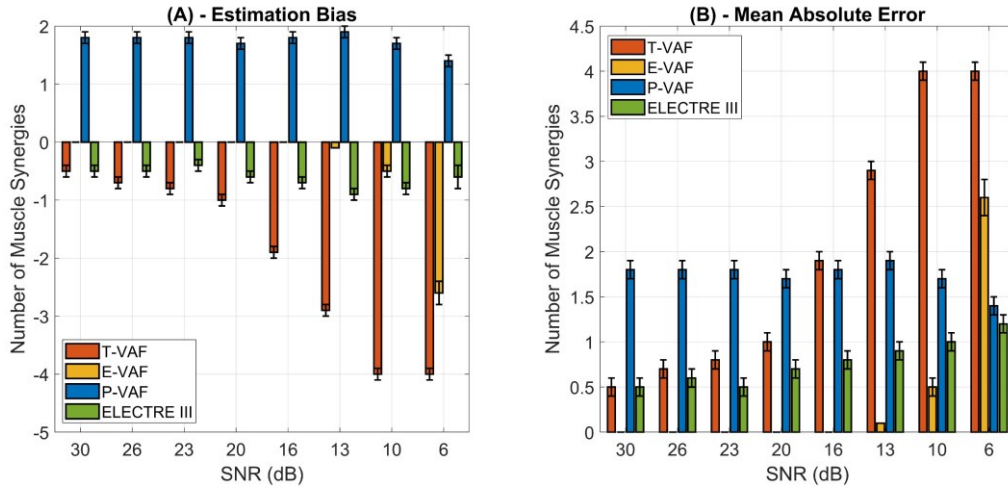 (A) - Estimation Bias
Number of Muscle Synergies
2
1
0
-1
-2
-3
-4
-5
T-VAF
E-VAF
P-VAF
ELECTRE III
30 26 23 20 16 13 10 6
SNR (dB)
(B) - Mean Absolute Error
Number of Muscle Synergies
4.5
4
3.5
3
2.5
2
1.5
1
0.5
0
T-VAF
E-VAF
P-VAF
ELECTRE III
30 26 23 20 16 13 10 6
SNR (dB)